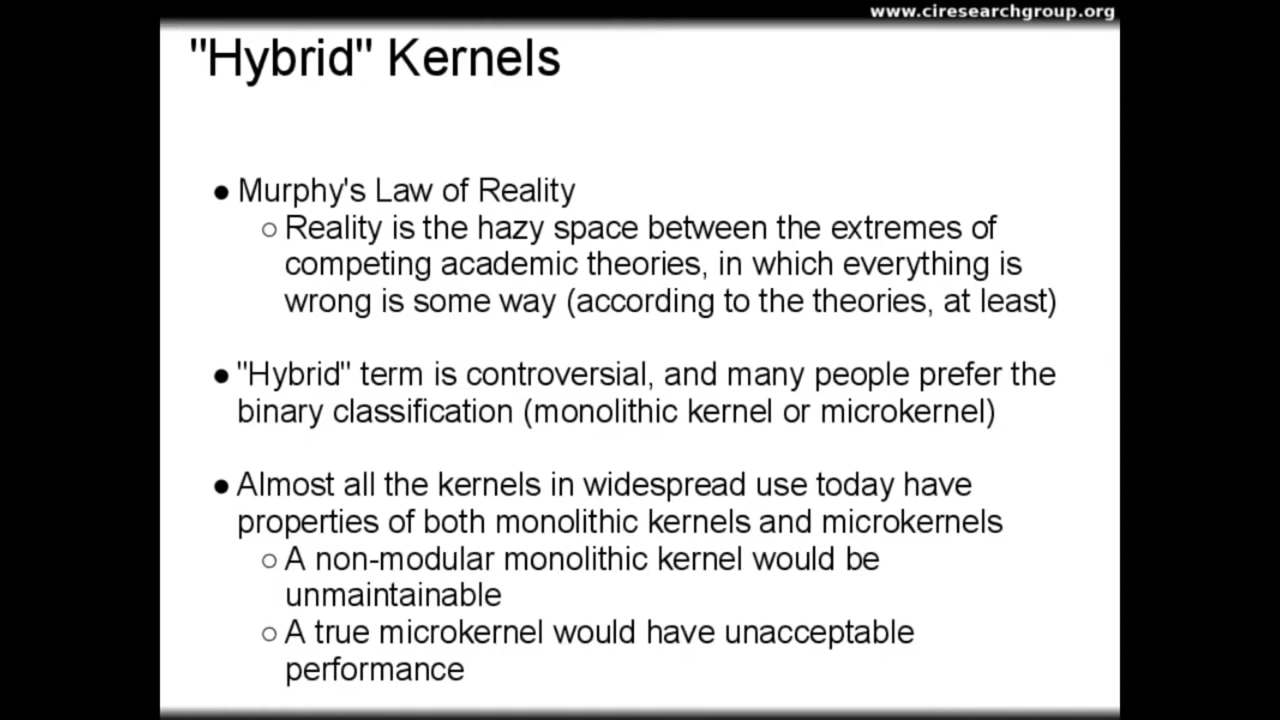 www.ciresearchgroup.org
"Hybrid" Kernels
● Murphy's Law of Reality
○ Reality is the hazy space between the extremes of
competing academic theories, in which everything is
wrong is some way (according to the theories, at least)
● "Hybrid" term is controversial, and many people prefer the
binary classification (monolithic kernel or microkernel)
● Almost all the kernels in widespread use today have
properties of both monolithic kernels and microkernels
○ A non-modular monolithic kernel would be
unmaintainable
○ A true microkernel would have unacceptable
performance